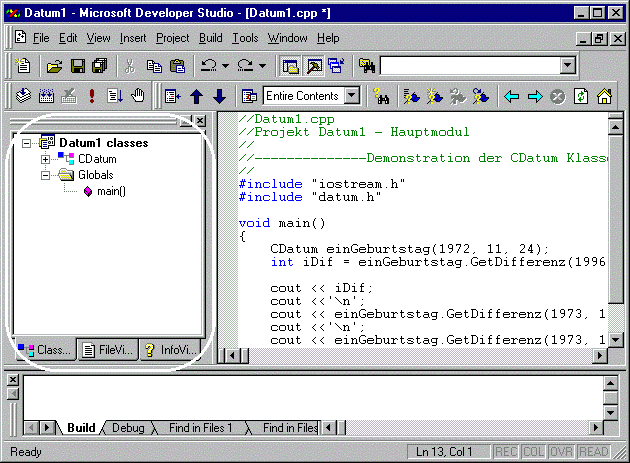 Datum1 - Microsoft Developer Studio - [Datum1.cpp *]
File Edit View Insert Project Build Tools Window Help
Entire Contents
Datum1 classes
CDatum
Globals
main()
Class... FileVi... InfoVi...
//Datum1.cpp
//Projekt Datum1 - Hauptmodul
//
//--------------Demonstration der CDatum Klasse
//
#include "iostream.h"
#include "datum.h"
void main()
{
CDatum einGeburtstag(1972, 11, 24);
int iDif = einGeburtstag.GetDifferenz(1996
cout << iDif;
cout <<'\n';
cout << einGeburtstag.GetDifferenz(1973, 1
cout <<'\n';
cout << einGeburtstag.GetDifferenz(1973, 1
Build Debug Find in Files 1 Find in Files
Ready Ln 13, Col 1 REC COL OVR READ